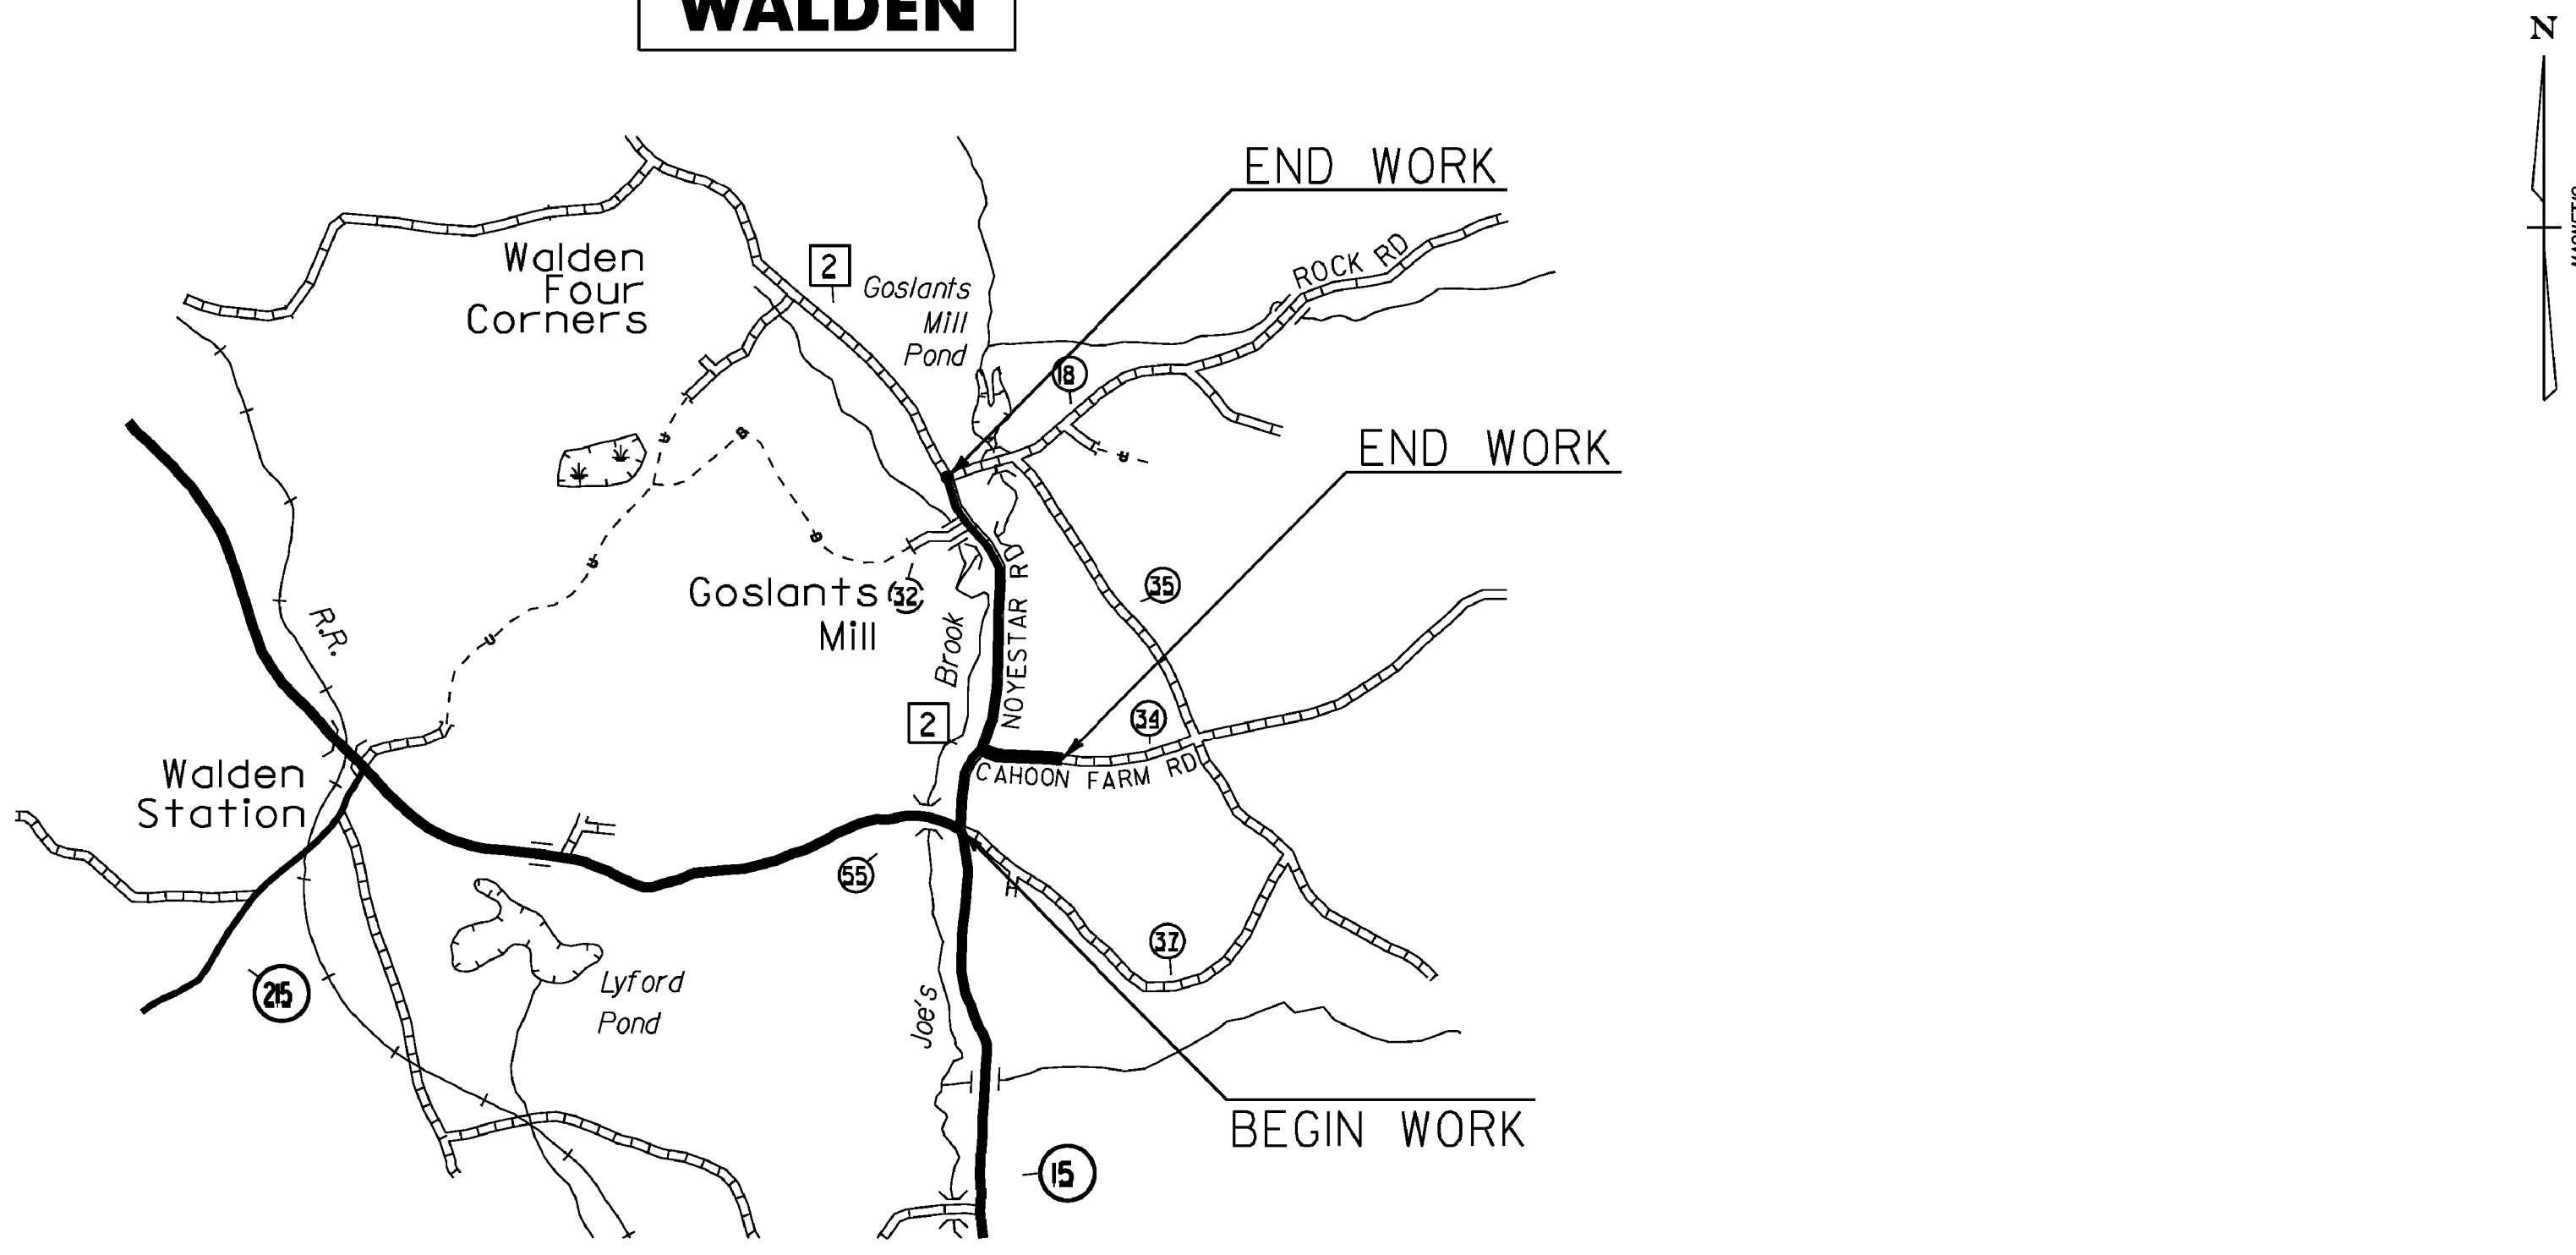 WALDEN
N
END WORK
ROCK RD
Walden
Four
Corners
2
Goslants
Mill
Pond
18
END WORK
35
Goslants 32
Mill
R.R.
Brook
NOYESTAR RD
2
34
CAHOON FARM RD
Walden
Station
55
37
215
Lyford
Pond
Joe's
BEGIN WORK
15